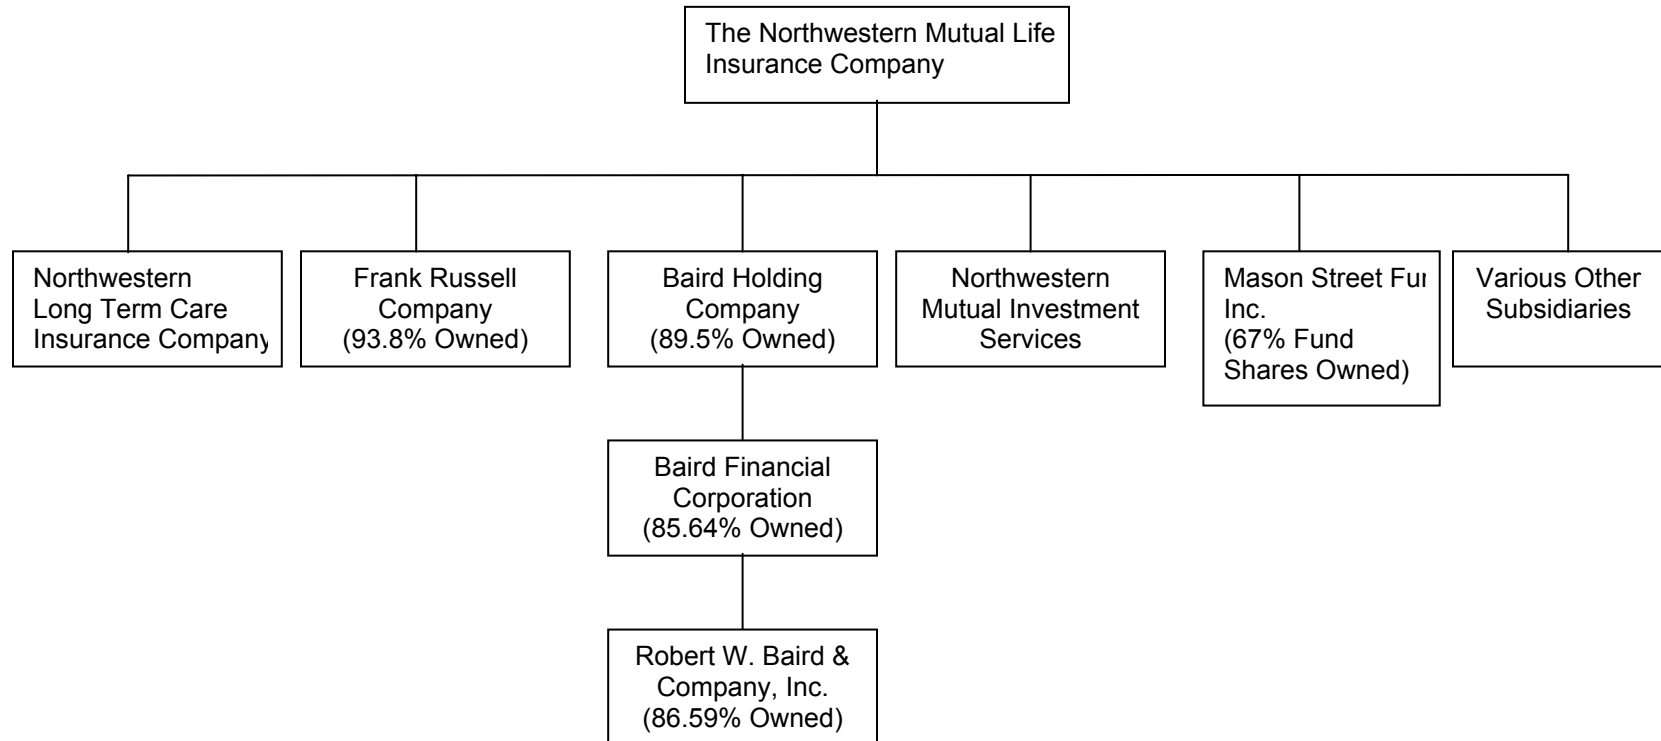 The Northwestern Mutual Life
Insurance Company
Northwestern
Long Term Care
Insurance Company
Frank Russell
Company
(93.8% Owned)
Baird Holding
Company
(89.5% Owned)
Northwestern
Mutual Investment
Services
Mason Street
Inc.
(67% Fund
Shares Owned)
Various Other
Subsidiaries
Baird Financial
Corporation
(85.64% Owned)
Robert W. Baird &
Company, Inc.
(86.59% Owned)